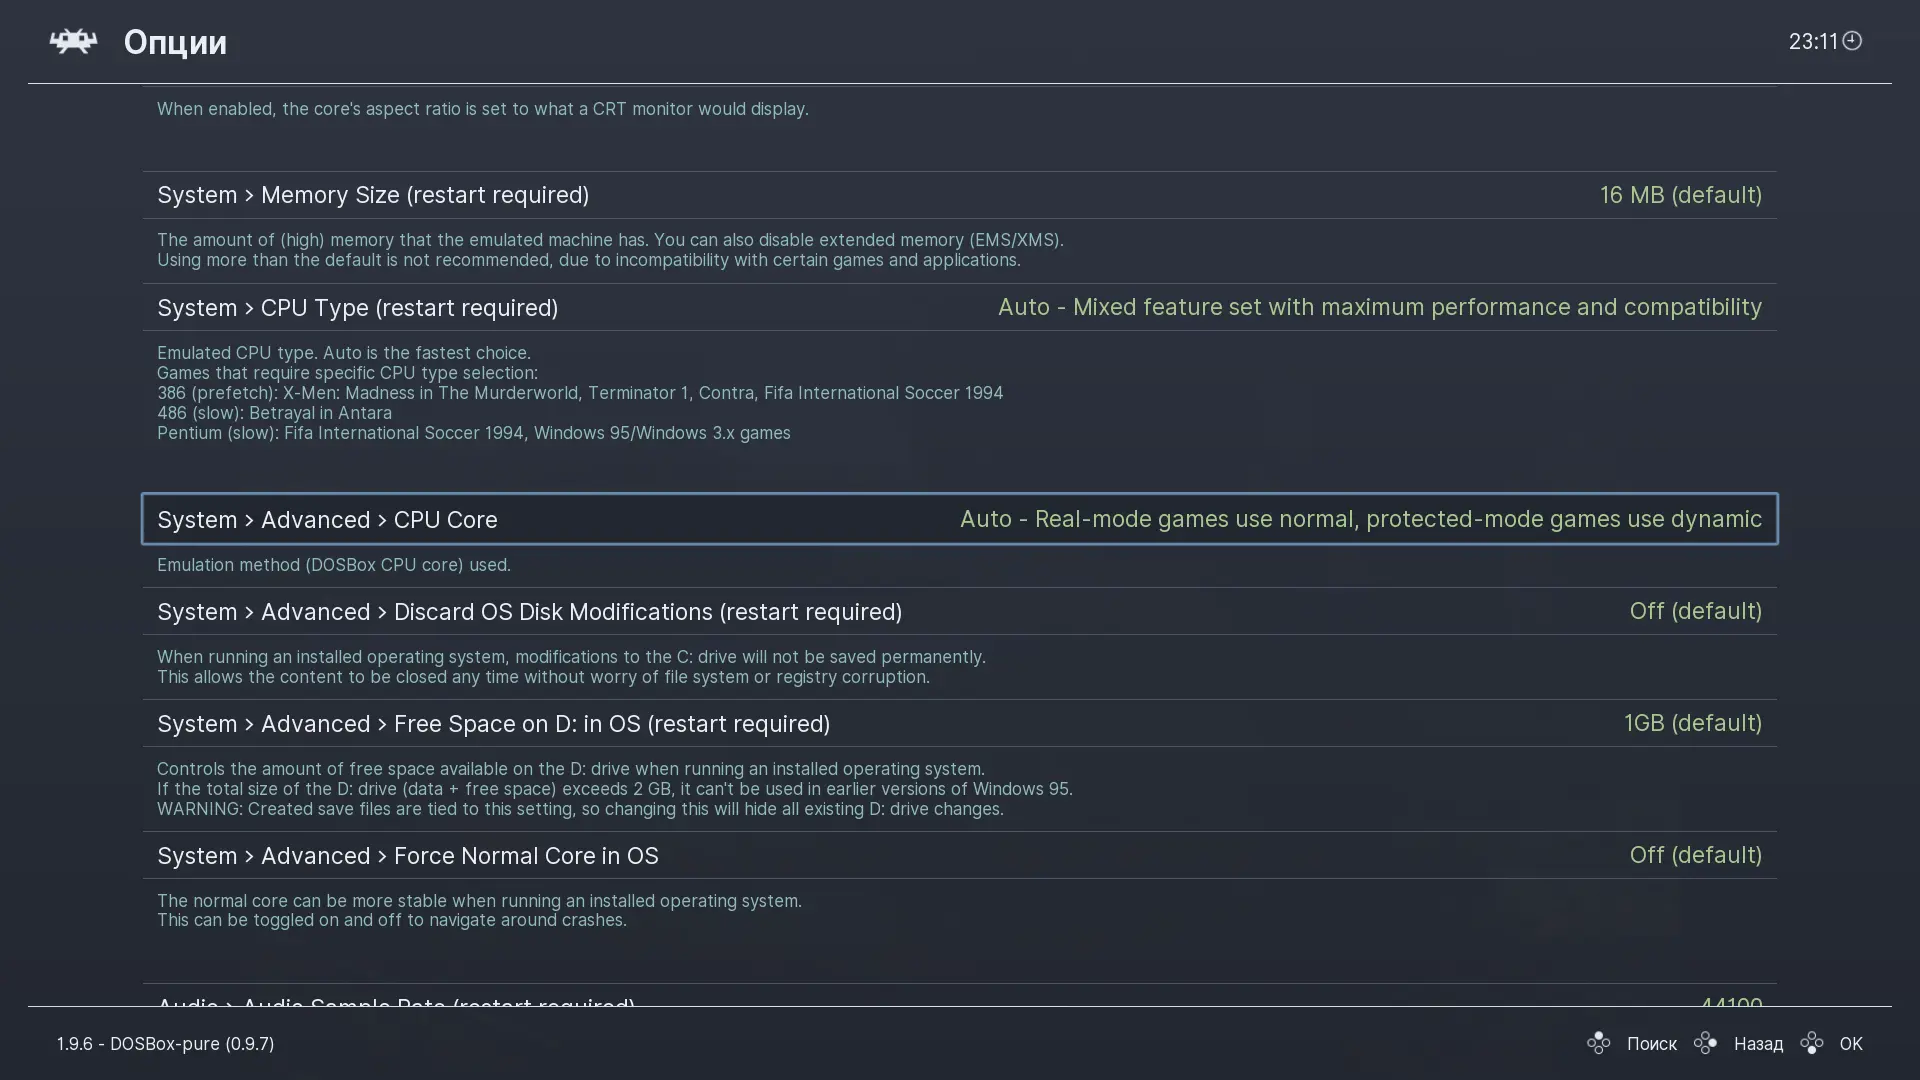 Опции
23:11
When enabled, the core's aspect ratio is set to what a CRT monitor would display.
System > Memory Size (restart required)
16 MB (default)
The amount of (high) memory that the emulated machine has. You can also disable extended memory (EMS/XMS).
Using more than the default is not recommended, due to incompatibility with certain games and applications.
System > CPU Type (restart required)
Auto - Mixed feature set with maximum performance and compatibility
Emulated CPU type. Auto is the fastest choice.
Games that require specific CPU type selection:
386 (prefetch): X-Men: Madness in The Murderworld, Terminator 1, Contra, Fifa International Soccer 1994
486 (slow): Betrayal in Antara
Pentium (slow): Fifa International Soccer 1994, Windows 95/Windows 3.x games
System > Advanced > CPU Core
Auto - Real-mode games use normal, protected-mode games use dynamic
Emulation method (DOSBox CPU core) used.
System > Advanced > Discard OS Disk Modifications (restart required)
Off (default)
When running an installed operating system, modifications to the C: drive will not be saved permanently.
This allows the content to be closed any time without worry of file system or registry corruption.
System > Advanced > Free Space on D: in OS (restart required)
1GB (default)
Controls the amount of free space available on the D: drive when running an installed operating system.
If the total size of the D: drive (data + free space) exceeds 2 GB, it can't be used in earlier versions of Windows 95.
WARNING: Created save files are tied to this setting, so changing this will hide all existing D: drive changes.
System > Advanced > Force Normal Core in OS
Off (default)
The normal core can be more stable when running an installed operating system.
This can be toggled on and off to navigate around crashes.
Audio > Audio Sample Rate (restart required)
44100
1.9.6 - DOSBox-pure (0.9.7)
Поиск
Назад
OK